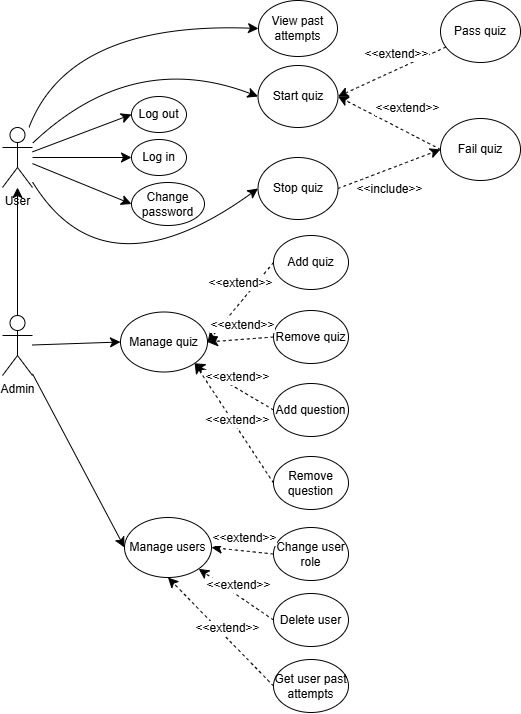 View past
attempts
Pass quiz
<<extend>>
Start quiz
<<extend>>
Log out
Fail quiz
Log in
User
Change
password
Stop quiz
<<include>>
Add quiz
<<extend>>
<<extend>>
Remove quiz
Manage quiz
Admin
<<extend>>
Add question
<<extend>>
Remove
question
Manage users
<<extend>>
Change user
role
<<extend>>
Delete user
<<extend>>
Get user past
attempts